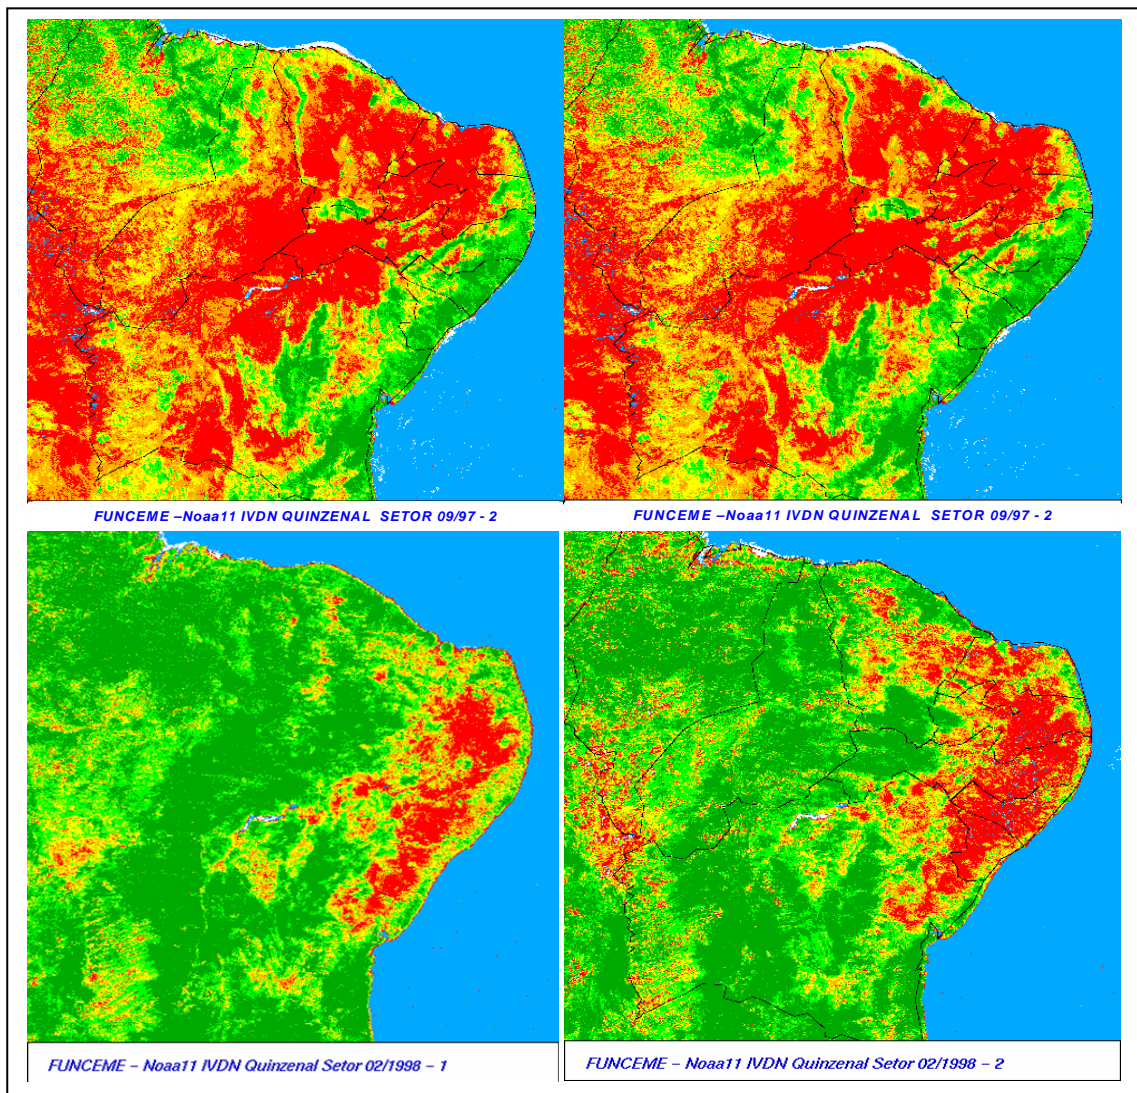 FUNCEME –Noaa11 IVDN QUINZENAL SETOR 09/97 - 2
FUNCEME –Noaa11 IVDN QUINZENAL SETOR 09/97 - 2
FUNCEME – Noaa11 IVDN Quinzenal Setor 02/1998 – 1
FUNCEME – Noaa11 IVDN Quinzenal Setor 02/1998 – 2